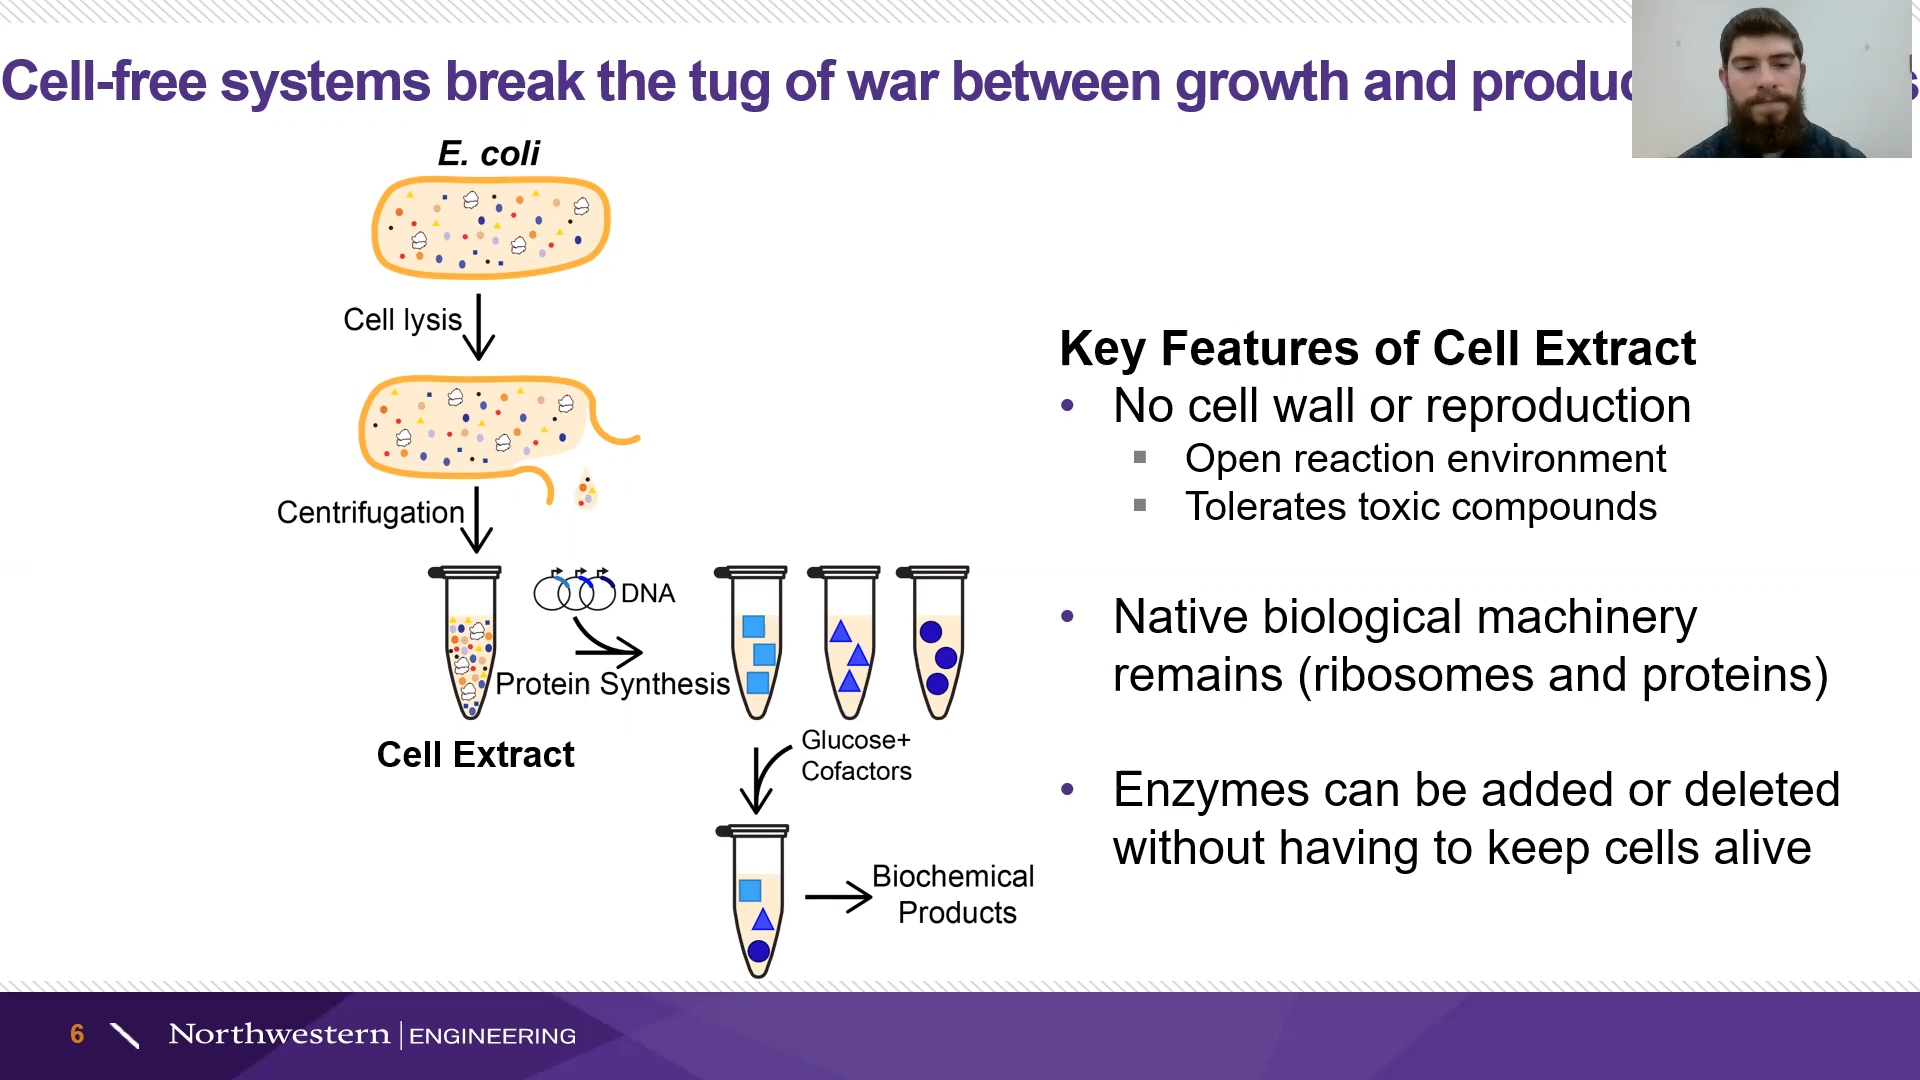 Cell-free systems break the tug of war between growth and
E. coli
Cell lysis
Centrifugation
DNA
Protein Synthesis
Cell Extract
Glucose+
Cofactors
Biochemical
Products
Key Features of Cell Extract
• No cell wall or reproduction
▪ Open reaction environment
▪ Tolerates toxic compounds
• Native biological machinery
remains (ribosomes and proteins)
• Enzymes can be added or deleted
without having to keep cells alive
6
Northwestern | ENGINEERING